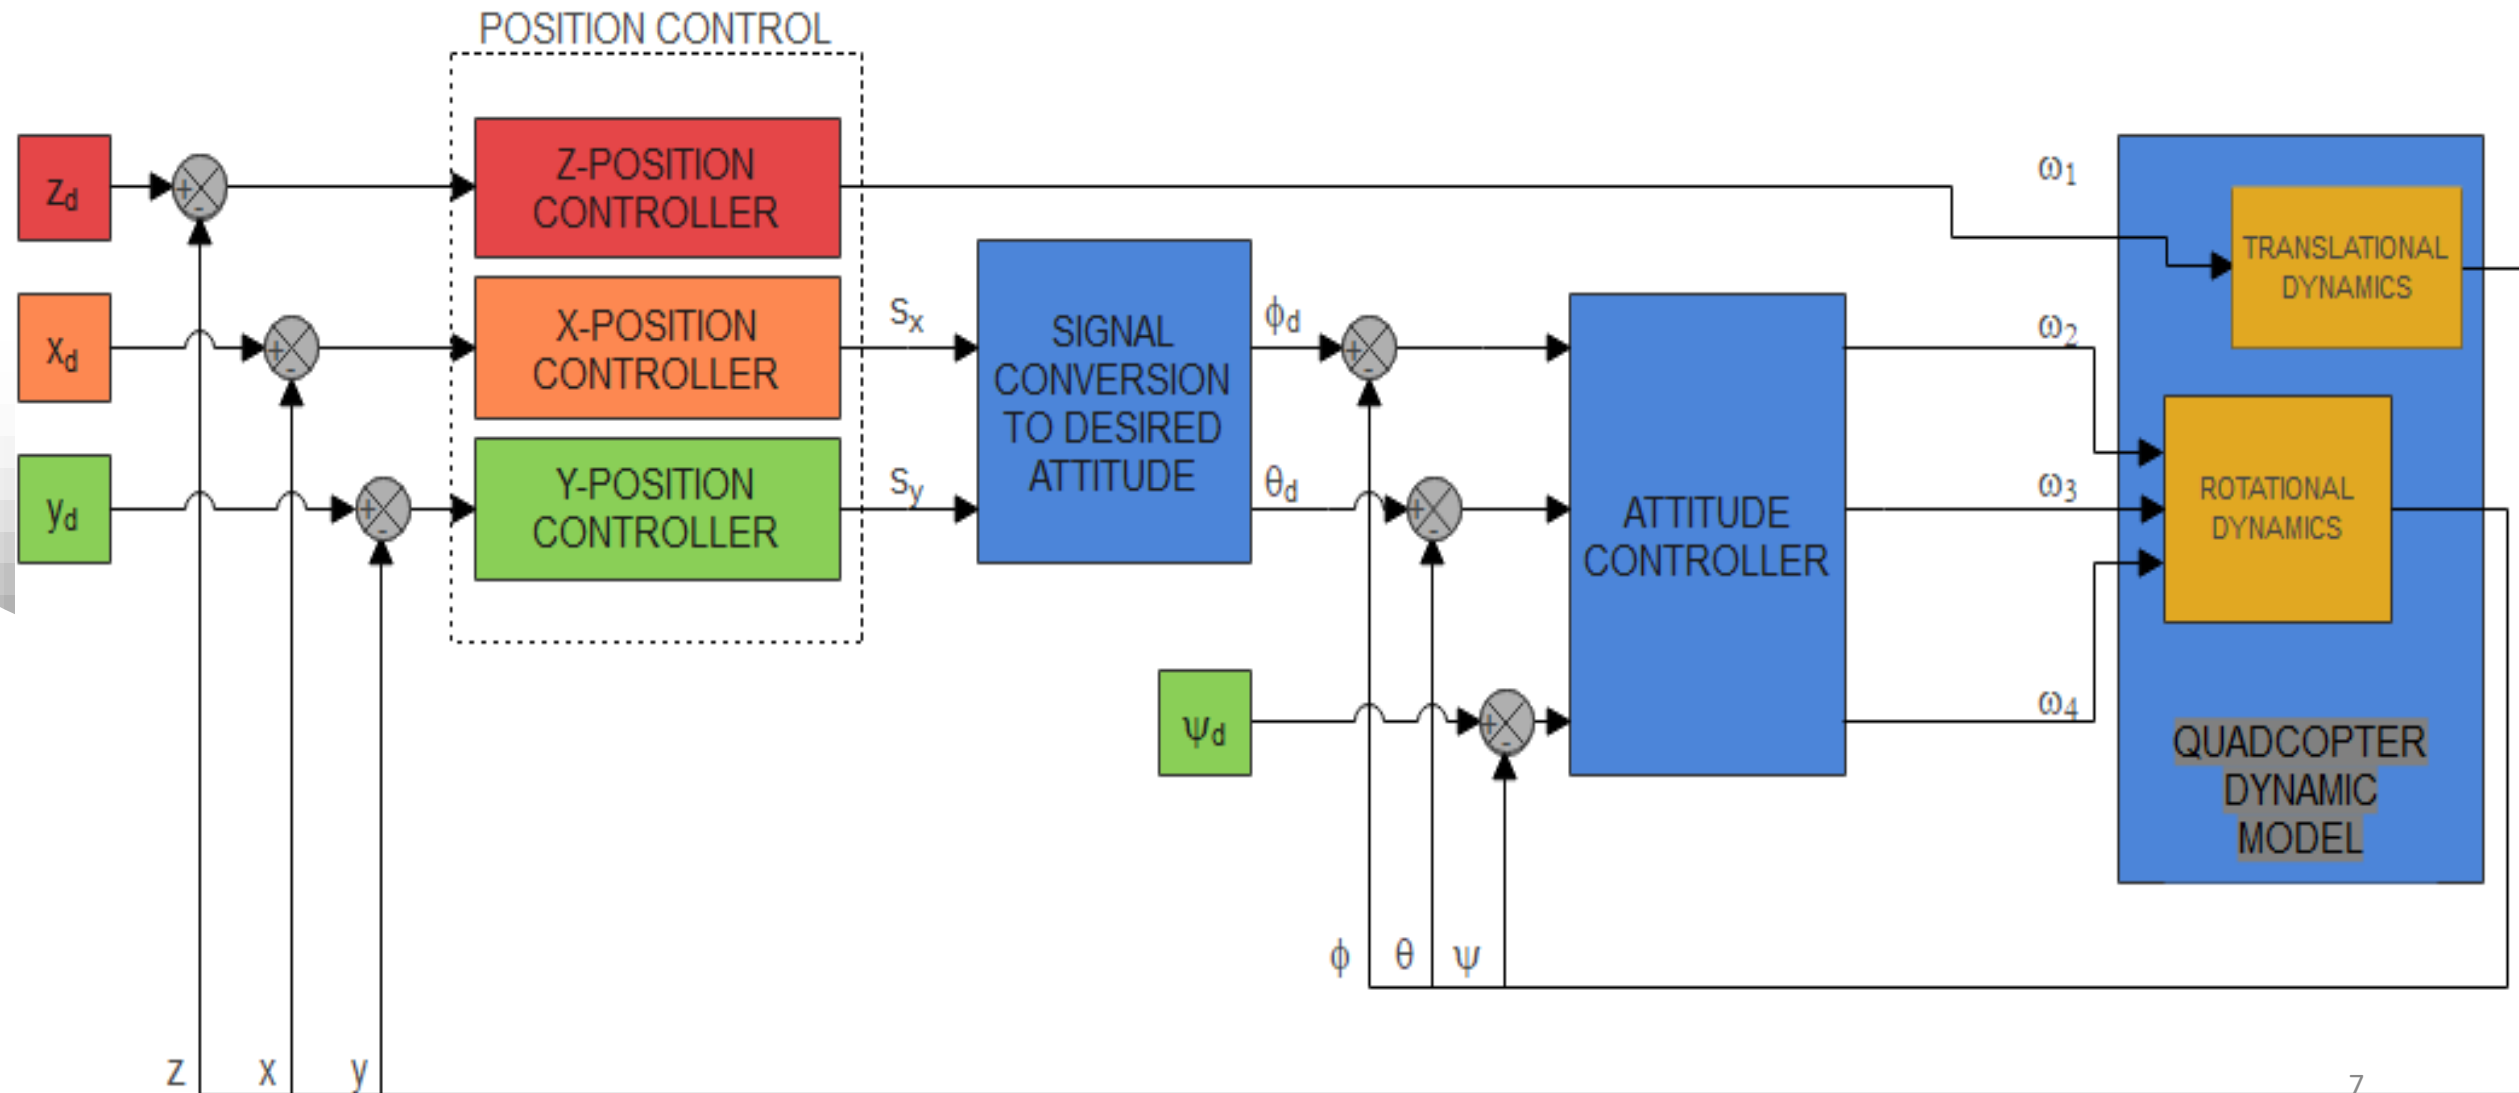 POSITION CONTROL
zd
+
-
Z-POSITION
CONTROLLER
ω1
TRANSLATIONAL
DYNAMICS
xd
+
-
X-POSITION
CONTROLLER
sx
SIGNAL
CONVERSION
TO DESIRED
ATTITUDE
ϕd
+
-
ω2
yd
+
-
Y-POSITION
CONTROLLER
sy
θd
+
-
ATTITUDE
CONTROLLER
ω3
ROTATIONAL
DYNAMICS
ψd
+
-
ω4
QUADCOPTER
DYNAMIC
MODEL
ϕ θ ψ
z x y
7